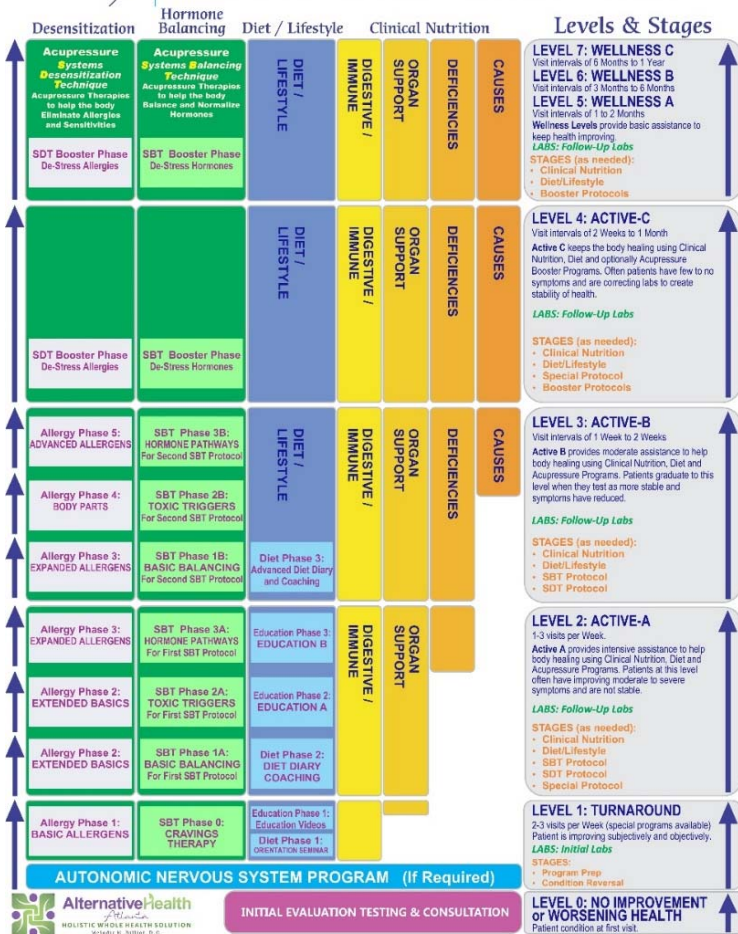 Desensitization
Hormone
Balancing
Diet / Lifestyle
Clinical Nutrition
Levels & Stages
Acupressure
Systems
Desensitization
Technique
Acupressure Therapies
to help the body
Eliminate Allergies
and Sensitivities
SDT Booster Phase
De-Stress Allergies
Acupressure
Systems Balancing
Technique
Acupressure Therapies
to help the body
Balance and Normalize
Hormones
SBT Booster Phase
De-Stress Hormones
DIET /
LIFESTYLE
DIGESTIVE /
IMMUNE
ORGAN
SUPPORT
DEFICIENCIES
CAUSES
LEVEL 7: WELLNESS C
Visit intervals of 6 Months to 1 Year
LEVEL 6: WELLNESS B
Visit intervals of 3 Months to 6 Months
LEVEL 5: WELLNESS A
Visit intervals of 1 to 2 Months
Wellness Levels provide basic assistance to
keep health improving.
LABS: Follow-Up Labs
STAGES (as needed):
• Clinical Nutrition
• Diet/Lifestyle
• Booster Protocols
SDT Booster Phase
De-Stress Allergies
SBT Booster Phase
De-Stress Hormones
DIET /
LIFESTYLE
DIGESTIVE /
IMMUNE
ORGAN
SUPPORT
DEFICIENCIES
CAUSES
LEVEL 4: ACTIVE-C
Visit intervals of 2 Weeks to 1 Month
Active C keeps the body healing using Clinical
Nutrition, Diet and optionally Acupressure
Booster Programs. Often patients have few to no
symptoms and are correcting labs to create
stability of health.
LABS: Follow-Up Labs
STAGES (as needed):
• Clinical Nutrition
• Diet/Lifestyle
• Special Protocol
• Booster Protocols
Allergy Phase 5:
ADVANCED ALLERGENS
SBT Phase 3B:
HORMONE PATHWAYS
For Second SBT Protocol
Allergy Phase 4:
BODY PARTS
SBT Phase 2B:
TOXIC TRIGGERS
For Second SBT Protocol
Allergy Phase 3:
EXPANDED ALLERGENS
SBT Phase 1B:
BASIC BALANCING
For Second SBT Protocol
DIET /
LIFESTYLE
Diet Phase 3:
Advanced Diet Diary
and Coaching
DIGESTIVE /
IMMUNE
ORGAN
SUPPORT
DEFICIENCIES
CAUSES
LEVEL 3: ACTIVE-B
Visit intervals of 1 Week to 2 Weeks
Active B provides moderate assistance to help
body healing using Clinical Nutrition, Diet and
Acupressure Programs. Patients graduate to this
level when they test as more stable and
symptoms have reduced.
LABS: Follow-Up Labs
STAGES (as needed):
• Clinical Nutrition
• Diet/Lifestyle
• SBT Protocol
• SDT Protocol
Allergy Phase 3:
EXPANDED ALLERGENS
SBT Phase 3A:
HORMONE PATHWAYS
For First SBT Protocol
Education Phase 3:
EDUCATION B
Allergy Phase 2:
EXTENDED BASICS
SBT Phase 2A:
TOXIC TRIGGERS
For First SBT Protocol
Education Phase 2:
EDUCATION A
Allergy Phase 2:
EXTENDED BASICS
SBT Phase 1A:
BASIC BALANCING
For First SBT Protocol
Diet Phase 2:
DIET DIARY
COACHING
DIGESTIVE /
IMMUNE
ORGAN
SUPPORT
LEVEL 2: ACTIVE-A
1-3 visits per Week.
Active A provides intensive assistance to help
body healing using Clinical Nutrition, Diet and
Acupressure Programs. Patients at this level
often have improving moderate to severe
symptoms and are not stable.
LABS: Follow-Up Labs
STAGES (as needed):
• Clinical Nutrition
• Diet/Lifestyle
• SBT Protocol
• SDT Protocol
• Special Protocol
Allergy Phase 1:
BASIC ALLERGENS
SBT Phase 0:
CRAVINGS
THERAPY
Education Phase 1:
Education Videos
Diet Phase 1:
ORIENTATION SEMINAR
LEVEL 1: TURNAROUND
2-3 visits per Week (special programs available)
Patient is improving subjectively and objectively.
LABS: Initial Labs
STAGES:
• Program Prep
• Condition Reversal
AUTONOMIC NERVOUS SYSTEM PROGRAM (If Required)
AlternativeHealth
Atlanta
HOLISTIC WHOLE HEALTH SOLUTION
INITIAL EVALUATION TESTING & CONSULTATION
LEVEL 0: NO IMPROVEMENT
or WORSENING HEALTH
Patient condition at first visit.